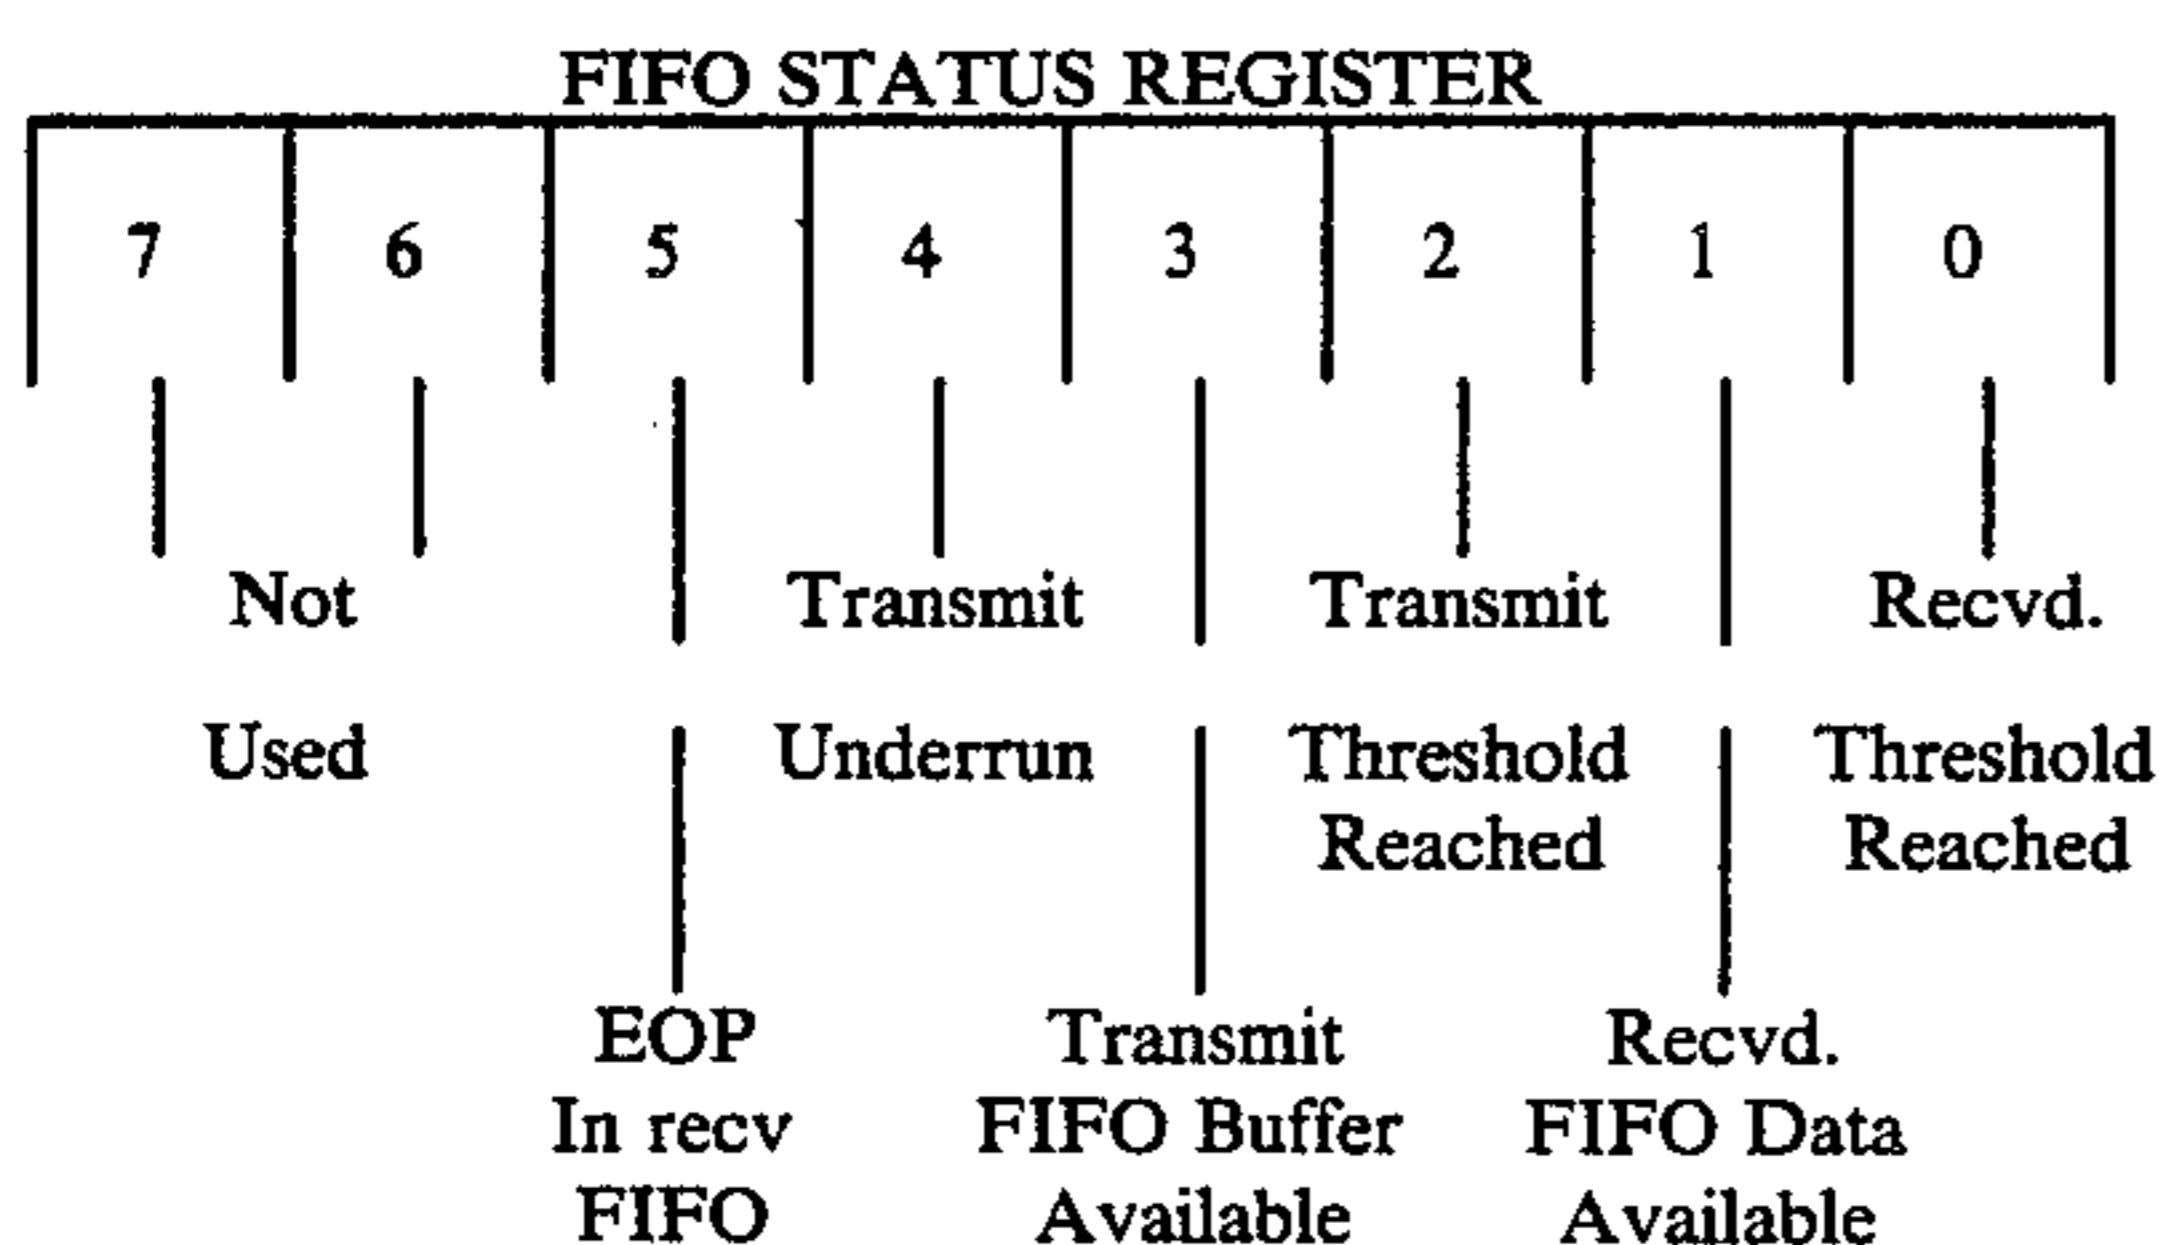 FIFO STATUS REGISTER
7 6 5 4 3 2 1 0
Not Transmit Transmit Recvd.
Used Underrun Threshold Threshold
Reached Reached
EOP Transmit Recvd.
In recv FIFO Buffer FIFO Data
FIFO Available Available